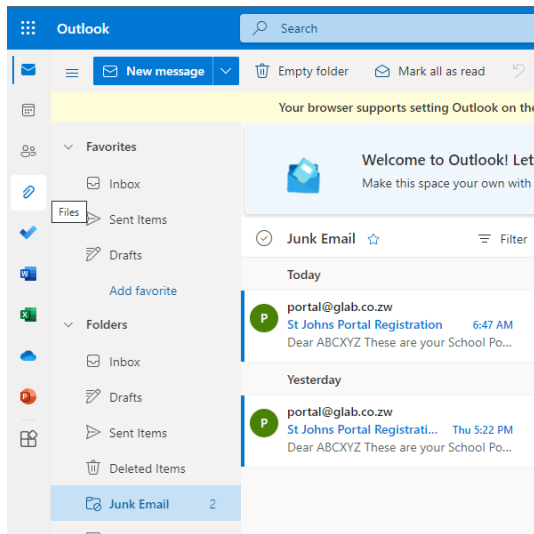 Outlook
Search
New message
Empty folder
Mark all as read
Your browser supports setting Outlook on the
Favorites
Inbox
Files
Sent Items
Drafts
Add favorite
Folders
Inbox
Drafts
Sent Items
Deleted Items
Junk Email 2
Welcome to Outlook! Let
Make this space your own with
Junk Email
Filter
Today
P
portal@glab.co.zw
St Johns Portal Registration 6:47 AM
Dear ABCXYZ These are your School Po...
Yesterday
P
portal@glab.co.zw
St Johns Portal Registrati... Thu 5:22 PM
Dear ABCXYZ These are your School Po...